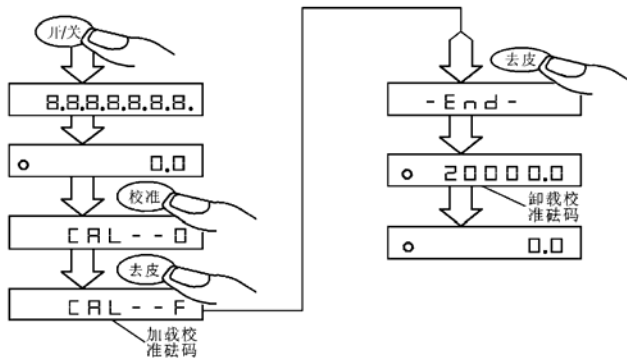 开/关
8.8.8.8.8.8.8.
0.0
校准
CAL--0
去皮
CAL--F
加载校
准砝码
去皮
-End-
20000.0
卸载校
准砝码
0.0